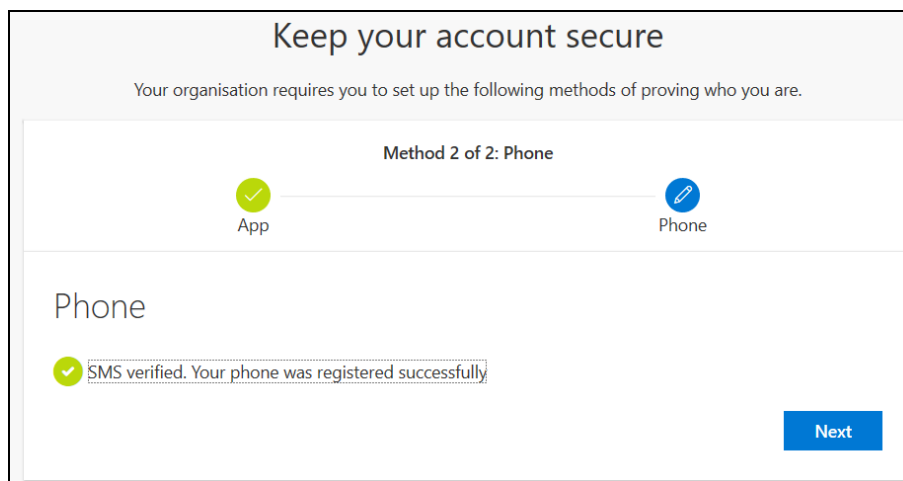 Keep your account secure
Your organisation requires you to set up the following methods of proving who you are.
Method 2 of 2: Phone
App
Phone
Phone
SMS verified. Your phone was registered successfully
Next